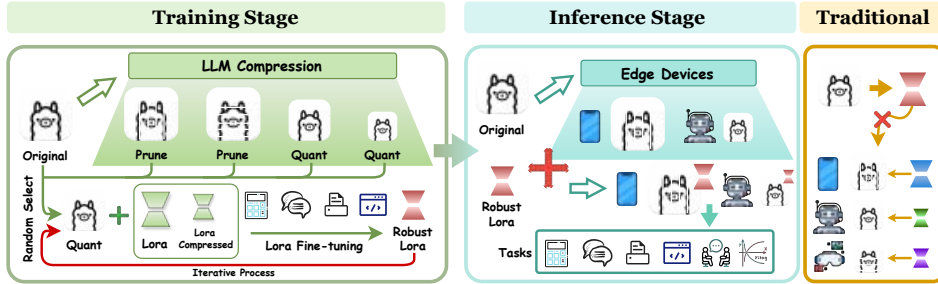 Training Stage
Inference Stage
Traditional
LLM Compression
Original
Prune
Prune
Quant
Quant
Random Select
Quant
Lora
Lora
Compressed
Lora Fine-tuning
Robust
Lora
Iterative Process
Edge Devices
Original
Robust
Lora
Tasks